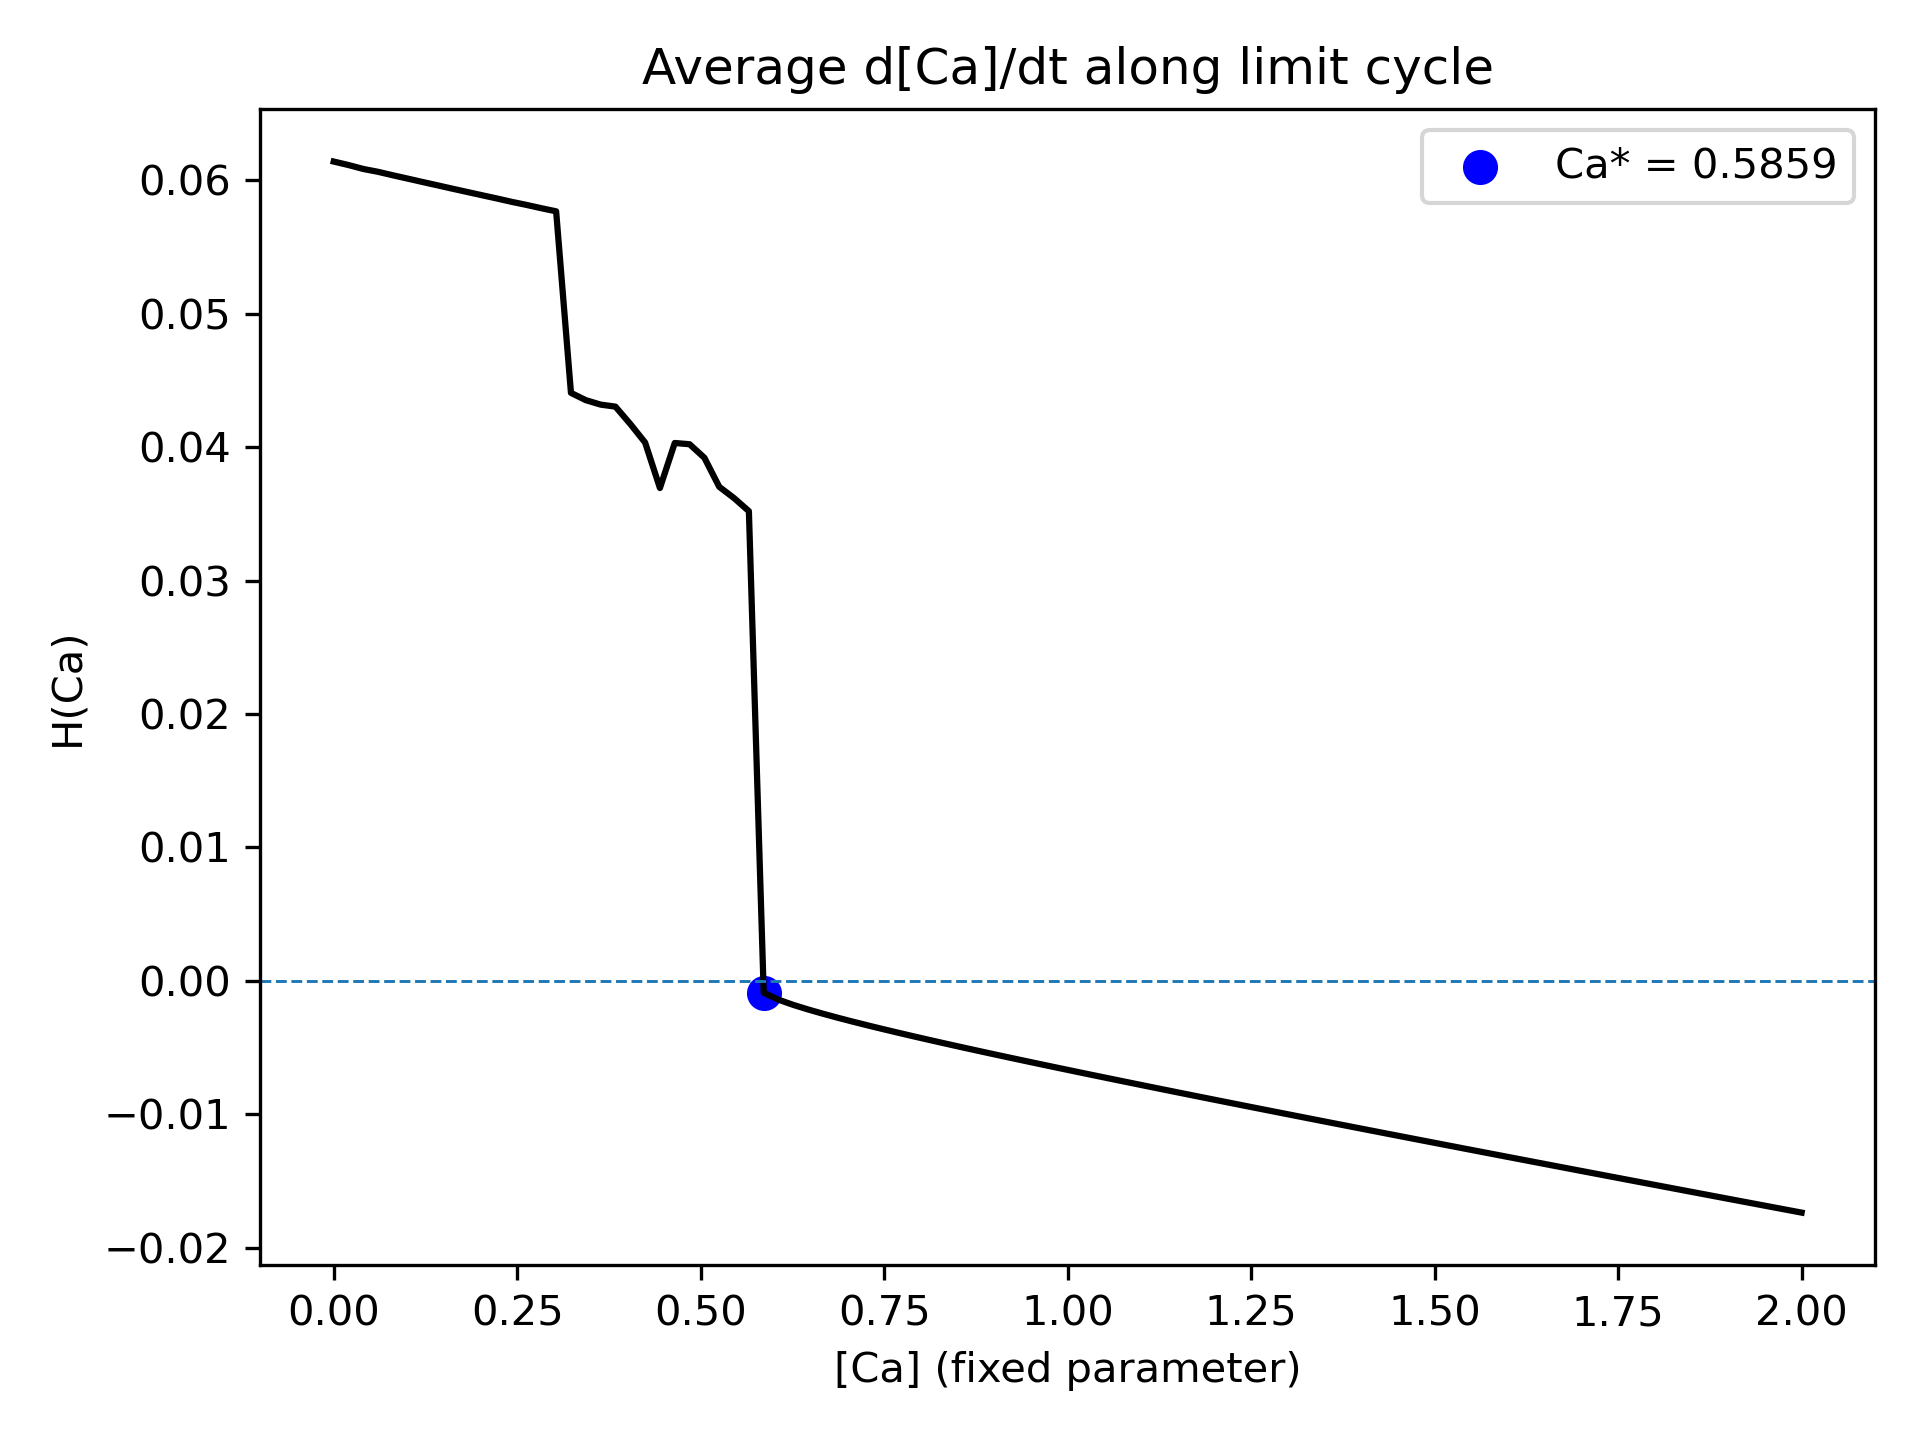 Average d[Ca]/dt along limit cycle
Ca* = 0.5859
0.06
0.05
0.04
0.03
0.02
0.01
0.00
−0.01
−0.02
H(Ca)
0.00 0.25 0.50 0.75 1.00 1.25 1.50 1.75 2.00
[Ca] (fixed parameter)